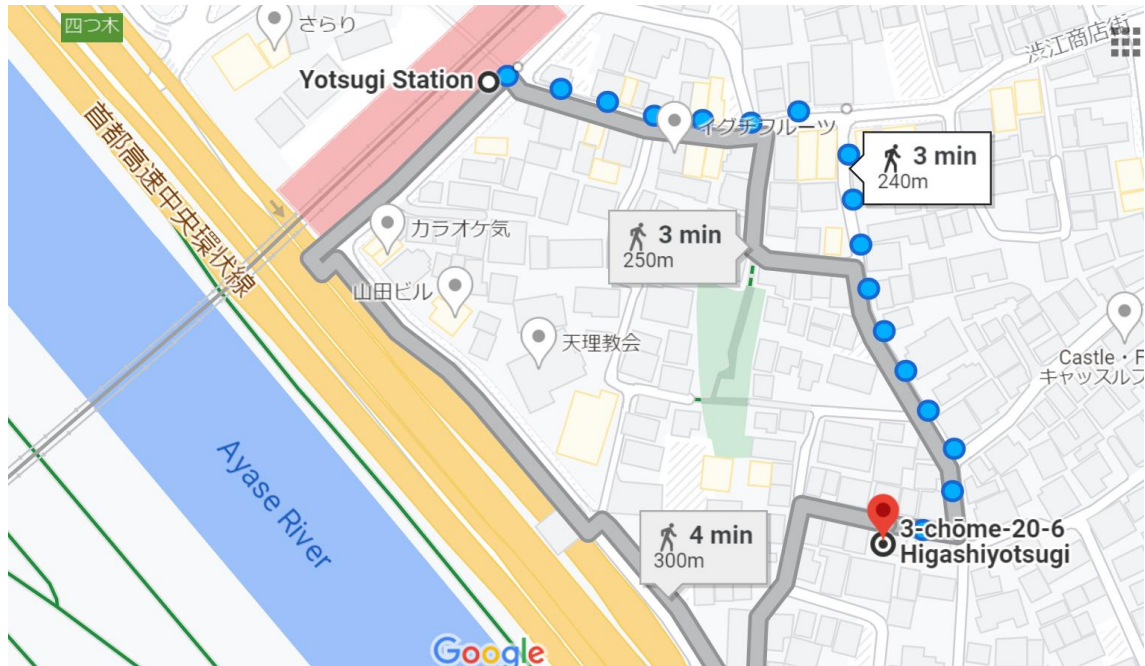 四つ木
さらり
渋江商店街
Yotsugi Station
イグチフルーツ
首都高速中央環状線
3 min
240m
カラオケ気
3 min
250m
山田ビル
天理教会
Castle・F
キャッスルフ
Ayase River
4 min
300m
3-chōme-20-6
Higashiyotsugi
Google